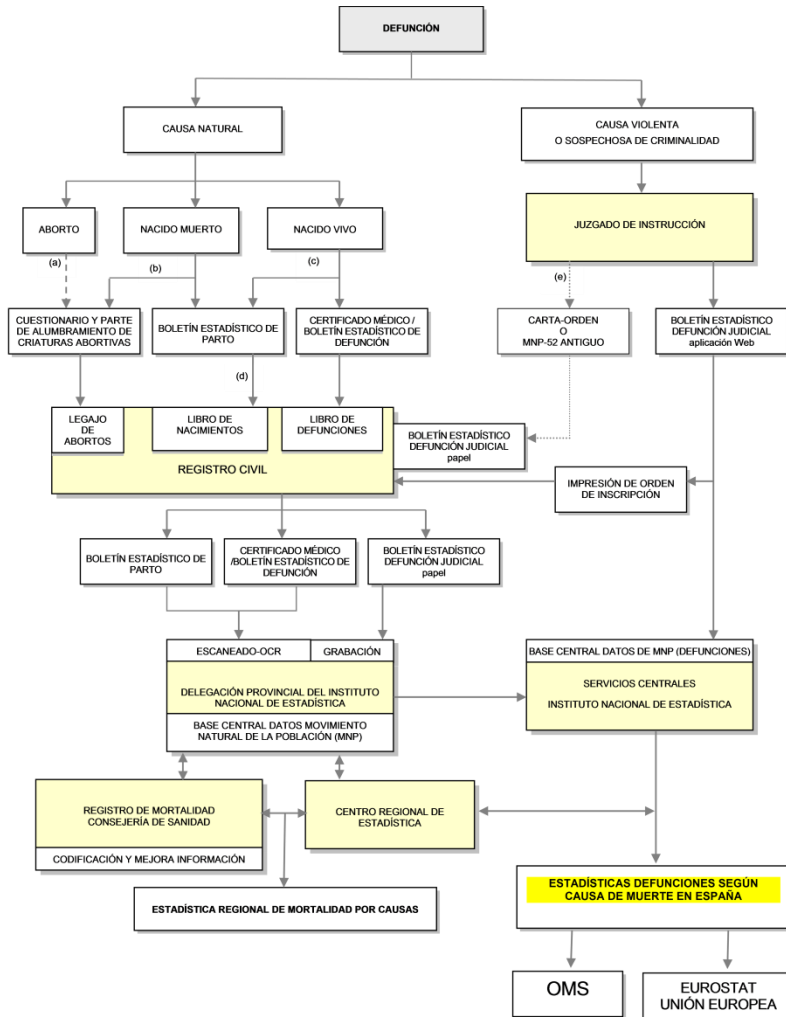 DEFUNCIÓN
CAUSA NATURAL
CAUSA VIOLENTA
O SOSPECHOSA DE CRIMINALIDAD
ABORTO
NACIDO MUERTO
NACIDO VIVO
JUZGADO DE INSTRUCCIÓN
(a)
(b)
(c)
(e)
CUESTIONARIO Y PARTE
DE ALUMBRAMIENTO DE
CRIATURAS ABORTIVAS
BOLETÍN ESTADÍSTICO DE
PARTO
CERTIFICADO MÉDICO /
BOLETÍN ESTADÍSTICO DE
DEFUNCIÓN
CARTA-ORDEN
O
MNP-52 ANTIGUO
BOLETÍN ESTADÍSTICO
DEFUNCIÓN JUDICIAL
aplicación Web
(d)
LEGAJO
DE
ABORTOS
LIBRO DE
NACIMIENTOS
LIBRO DE
DEFUNCIONES
REGISTRO CIVIL
BOLETÍN ESTADÍSTICO
DEFUNCIÓN JUDICIAL
papel
IMPRESIÓN DE ORDEN
DE INSCRIPCIÓN
BOLETÍN ESTADÍSTICO DE
PARTO
CERTIFICADO MÉDICO
/BOLETÍN ESTADÍSTICO DE
DEFUNCIÓN
BOLETÍN ESTADÍSTICO
DEFUNCIÓN JUDICIAL
papel
ESCANEADO-OCR
GRABACIÓN
DELEGACIÓN PROVINCIAL DEL INSTITUTO
NACIONAL DE ESTADÍSTICA
BASE CENTRAL DATOS MOVIMIENTO
NATURAL DE LA POBLACIÓN (MNP)
BASE CENTRAL DATOS DE MNP (DEFUNCIONES)
SERVICIOS CENTRALES
INSTITUTO NACIONAL DE ESTADÍSTICA
REGISTRO DE MORTALIDAD
CONSEJERÍA DE SANIDAD
CODIFICACIÓN Y MEJORA INFORMACIÓN
CENTRO REGIONAL DE
ESTADÍSTICA
ESTADÍSTICA REGIONAL DE MORTALIDAD POR CAUSAS
ESTADÍSTICAS DEFUNCIONES SEGÚN
CAUSA DE MUERTE EN ESPAÑA
OMS
EUROSTAT
UNIÓN EUROPEA